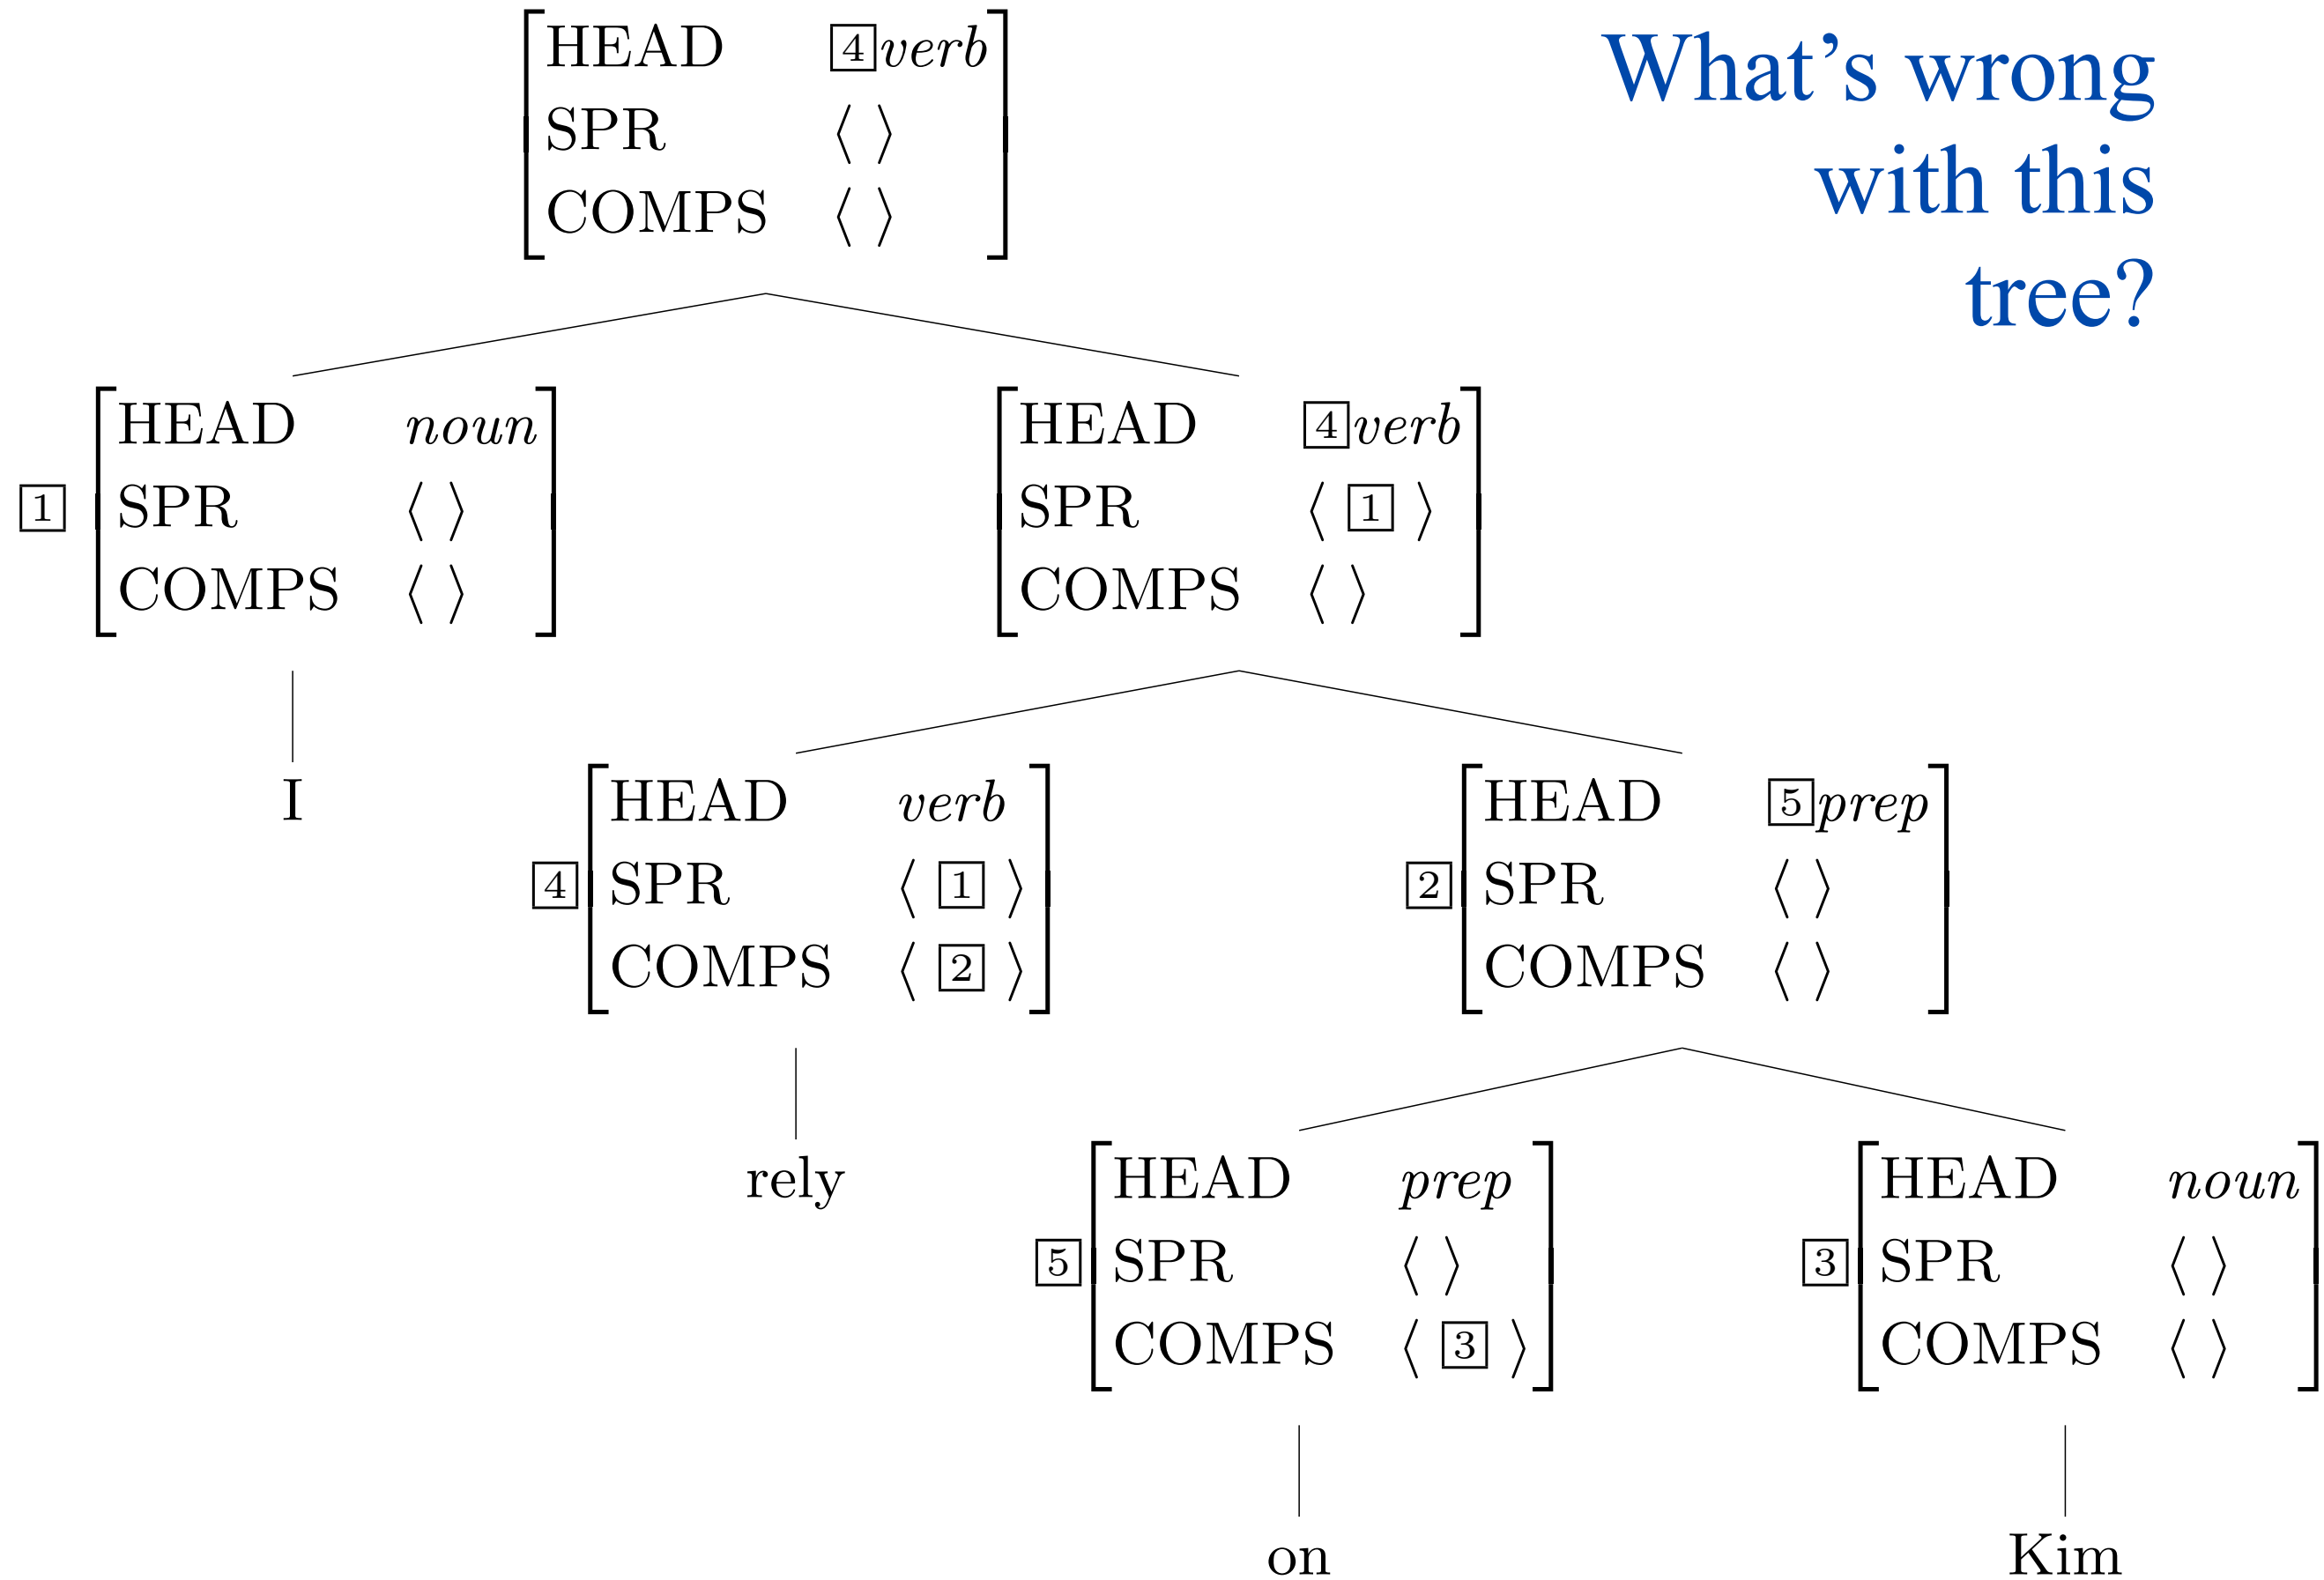 What's wrong
with this
tree?
HEAD 4 verb
SPR ⟨ ⟩
COMPS ⟨ ⟩
1
HEAD noun
SPR ⟨ ⟩
COMPS ⟨ ⟩
HEAD 4 verb
SPR ⟨ 1 ⟩
COMPS ⟨ ⟩
I
4
HEAD verb
SPR ⟨ 1 ⟩
COMPS ⟨ 2 ⟩
2
HEAD 5 prep
SPR ⟨ ⟩
COMPS ⟨ ⟩
rely
5
HEAD prep
SPR ⟨ ⟩
COMPS ⟨ 3 ⟩
3
HEAD noun
SPR ⟨ ⟩
COMPS ⟨ ⟩
on
Kim